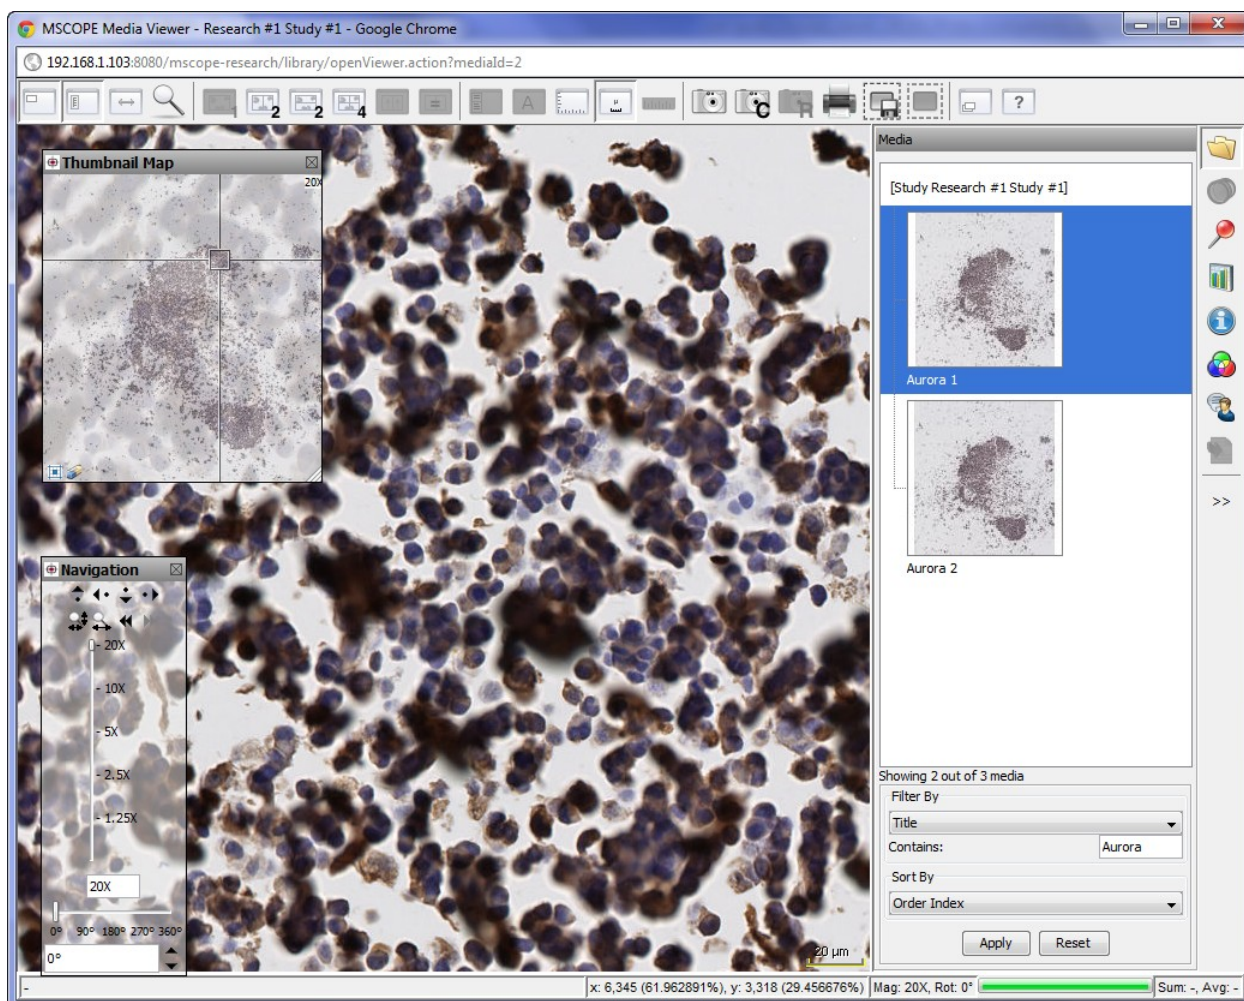 MSCOPE Media Viewer - Research #1 Study #1 - Google Chrome
192.168.1.103:8080/mscope-research/library/openViewer.action?mediaId=2
1 2 2 4 A µ C R ?
Thumbnail Map
20X
Navigation
- 20X
- 10X
- 5X
- 2.5X
- 1.25X
20X
0° 90° 180° 270° 360°
0°
20 µm
Media
[Study Research #1 Study #1]
Aurora 1
Aurora 2
>>
Showing 2 out of 3 media
Filter By
Title
Contains: Aurora
Sort By
Order Index
Apply Reset
- x: 6,345 (61.962891%), y: 3,318 (29.456676%) Mag: 20X, Rot: 0° Sum: -, Avg: -